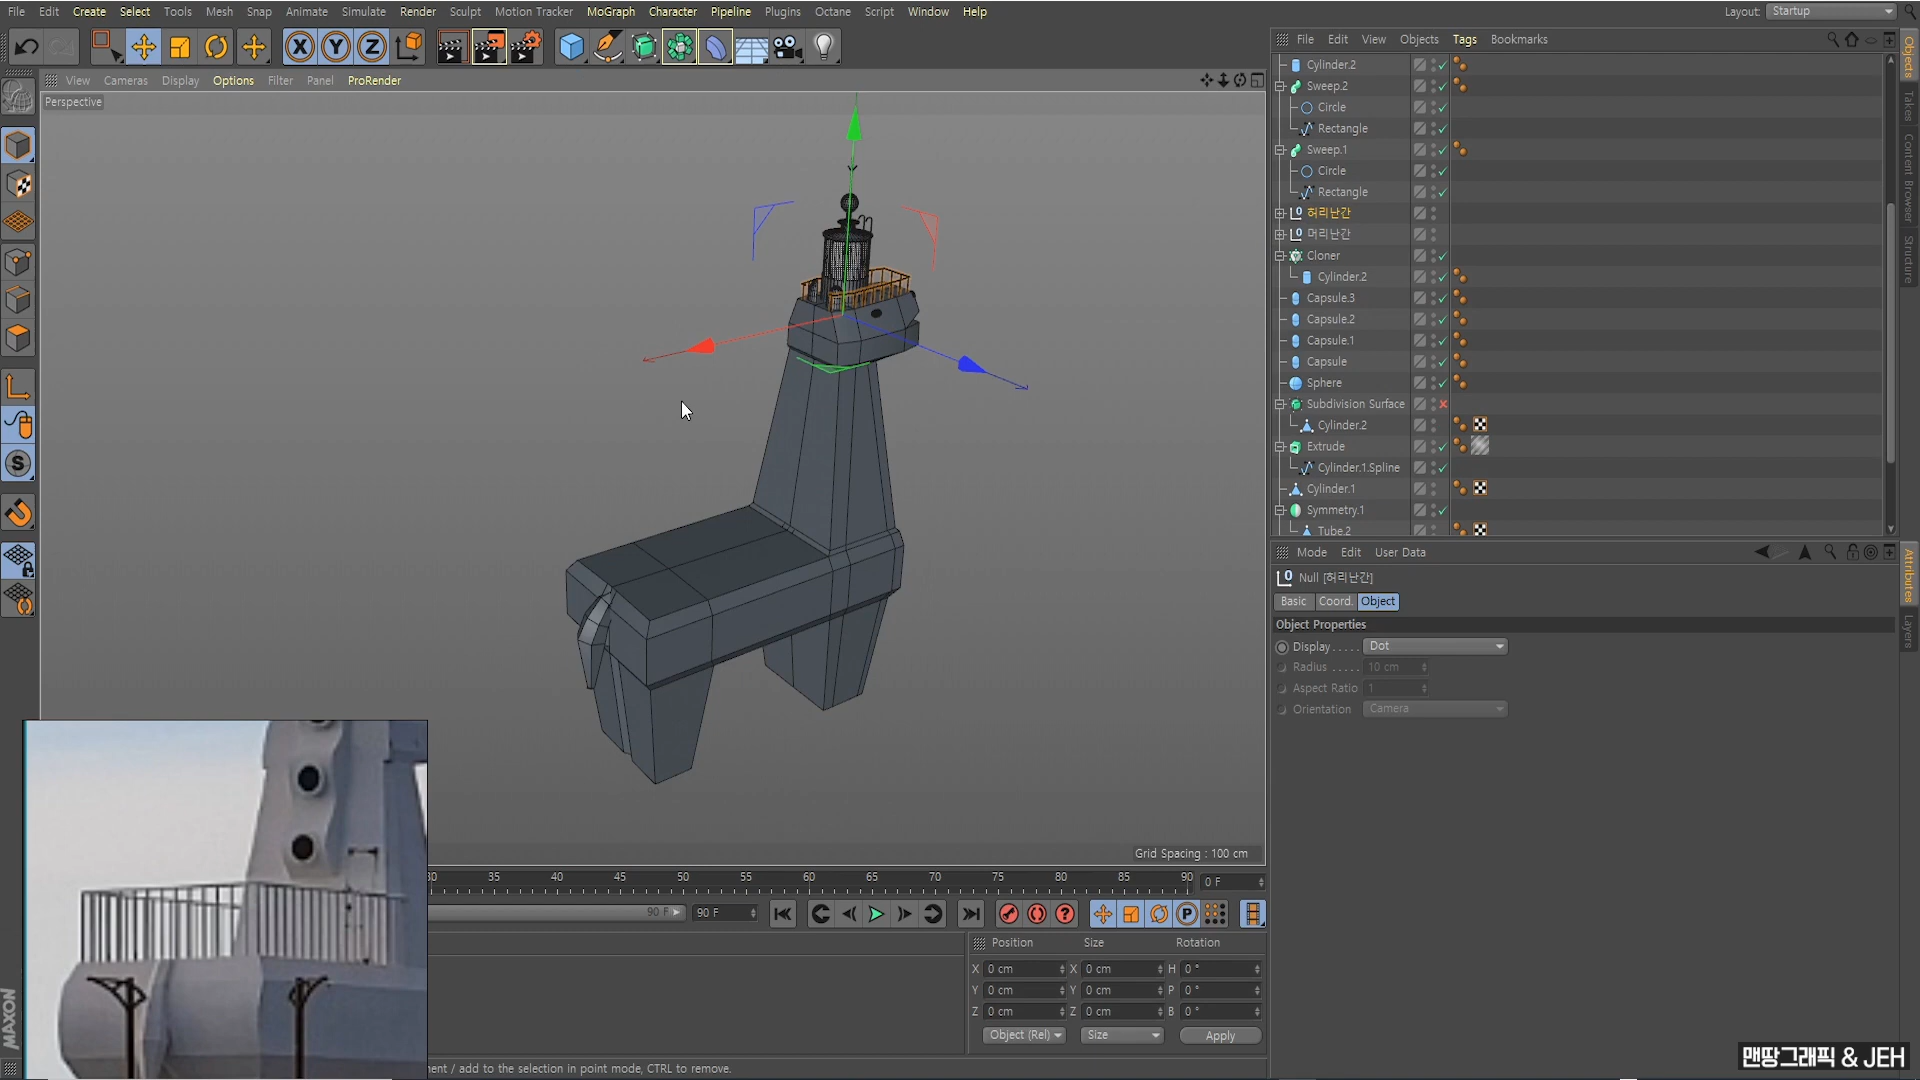 File Edit Create Select Tools Mesh Snap Animate Simulate Render Sculpt Motion Tracker MoGraph Character Pipeline Plugins Octane Script Window Help
Layout: Startup
File Edit View Objects Tags Bookmarks
View Cameras Display Options Filter Panel ProRender
Perspective
Cylinder.2
Sweep.2
Circle
Rectangle
Sweep.1
Circle
Rectangle
허리난간
머리난간
Cloner
Cylinder.2
Capsule.3
Capsule.2
Capsule.1
Capsule
Sphere
Subdivision Surface
Cylinder.2
Extrude
Cylinder.1.Spline
Cylinder.1
Symmetry.1
Tube.2
Objects
Takes
Content Browser
Structure
Mode Edit User Data
Null [허리난간]
Basic Coord. Object
Object Properties
Display Dot
Radius 10 cm
Aspect Ratio 1
Orientation Camera
Attributes
Layers
Grid Spacing : 100 cm
30 35 40 45 50 55 60 65 70 75 80 85 90 0 F
90 F 90 F
Position Size Rotation
X 0 cm X 0 cm H 0 °
Y 0 cm Y 0 cm P 0 °
Z 0 cm Z 0 cm B 0 °
Object (Rel) Size Apply
ent / add to the selection in point mode, CTRL to remove.
MAXON
맨땅그래픽 & JEH